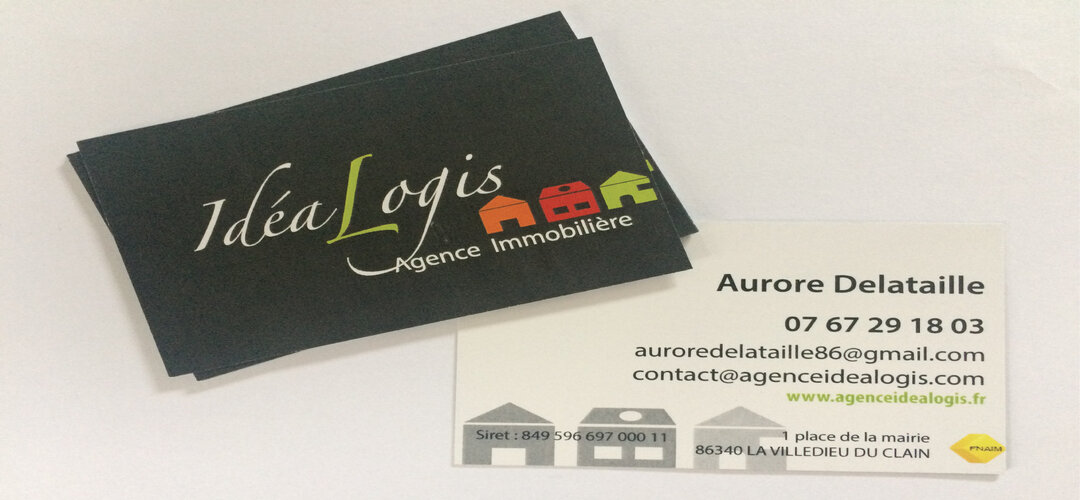 IdéaLogis
Agence Immobilière
Aurore Delataille
07 67 29 18 03
auroredelataille86@gmail.com
contact@agenceidealogis.com
www.agenceidealogis.fr
Siret : 849 596 697 000 11
1 place de la mairie
86340 LA VILLEDIEU DU CLAIN
FNAIM